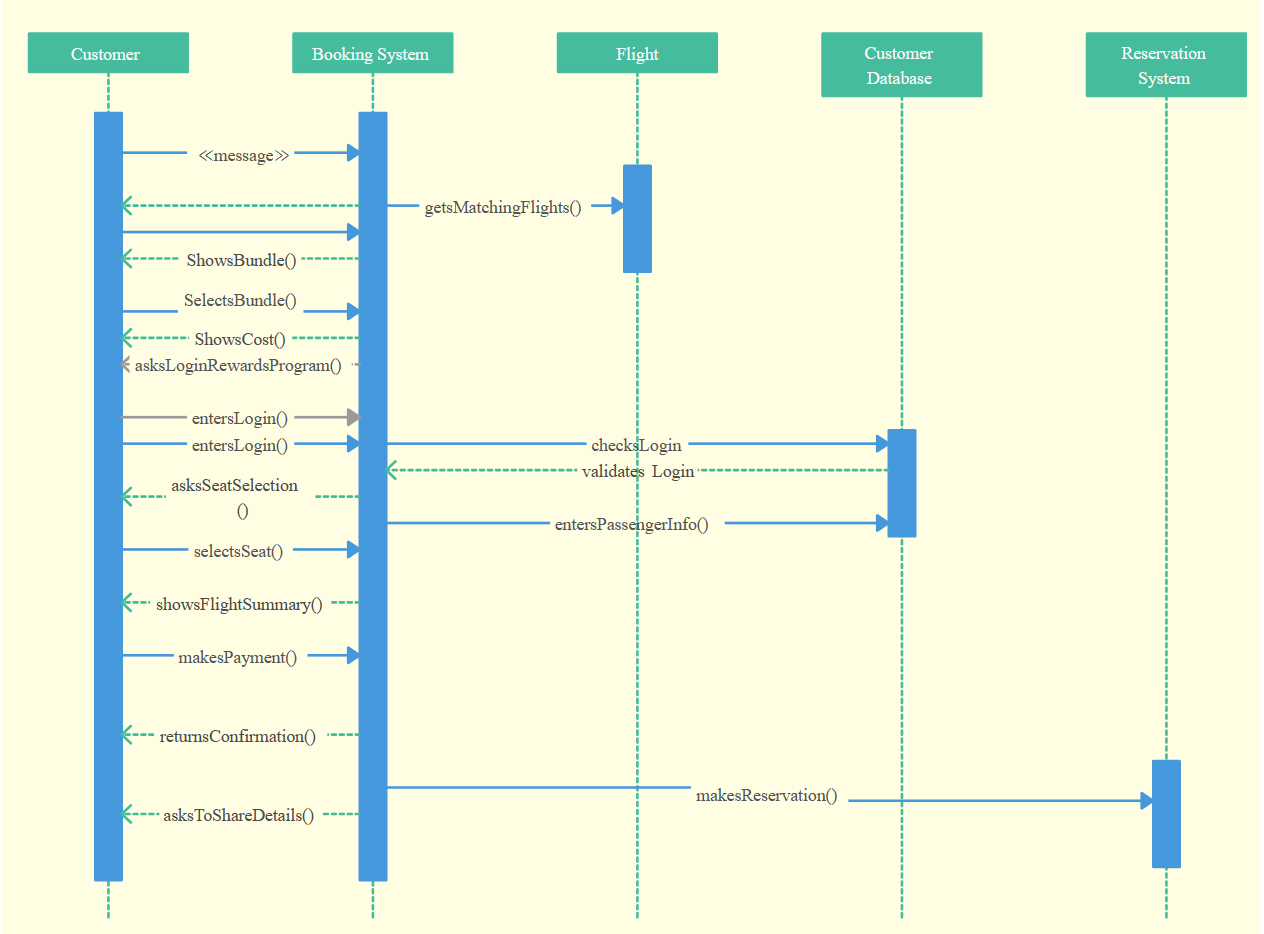 Customer
Booking System
Flight
Customer
Database
Reservation
System
≪message≫
getsMatchingFlights()
ShowsBundle()
SelectsBundle()
ShowsCost()
asksLoginRewardsProgram()
entersLogin()
entersLogin()
checksLogin
validates Login
asksSeatSelection
()
entersPassengerInfo()
selectsSeat()
showsFlightSummary()
makesPayment()
returnsConfirmation()
makesReservation()
asksToShareDetails()